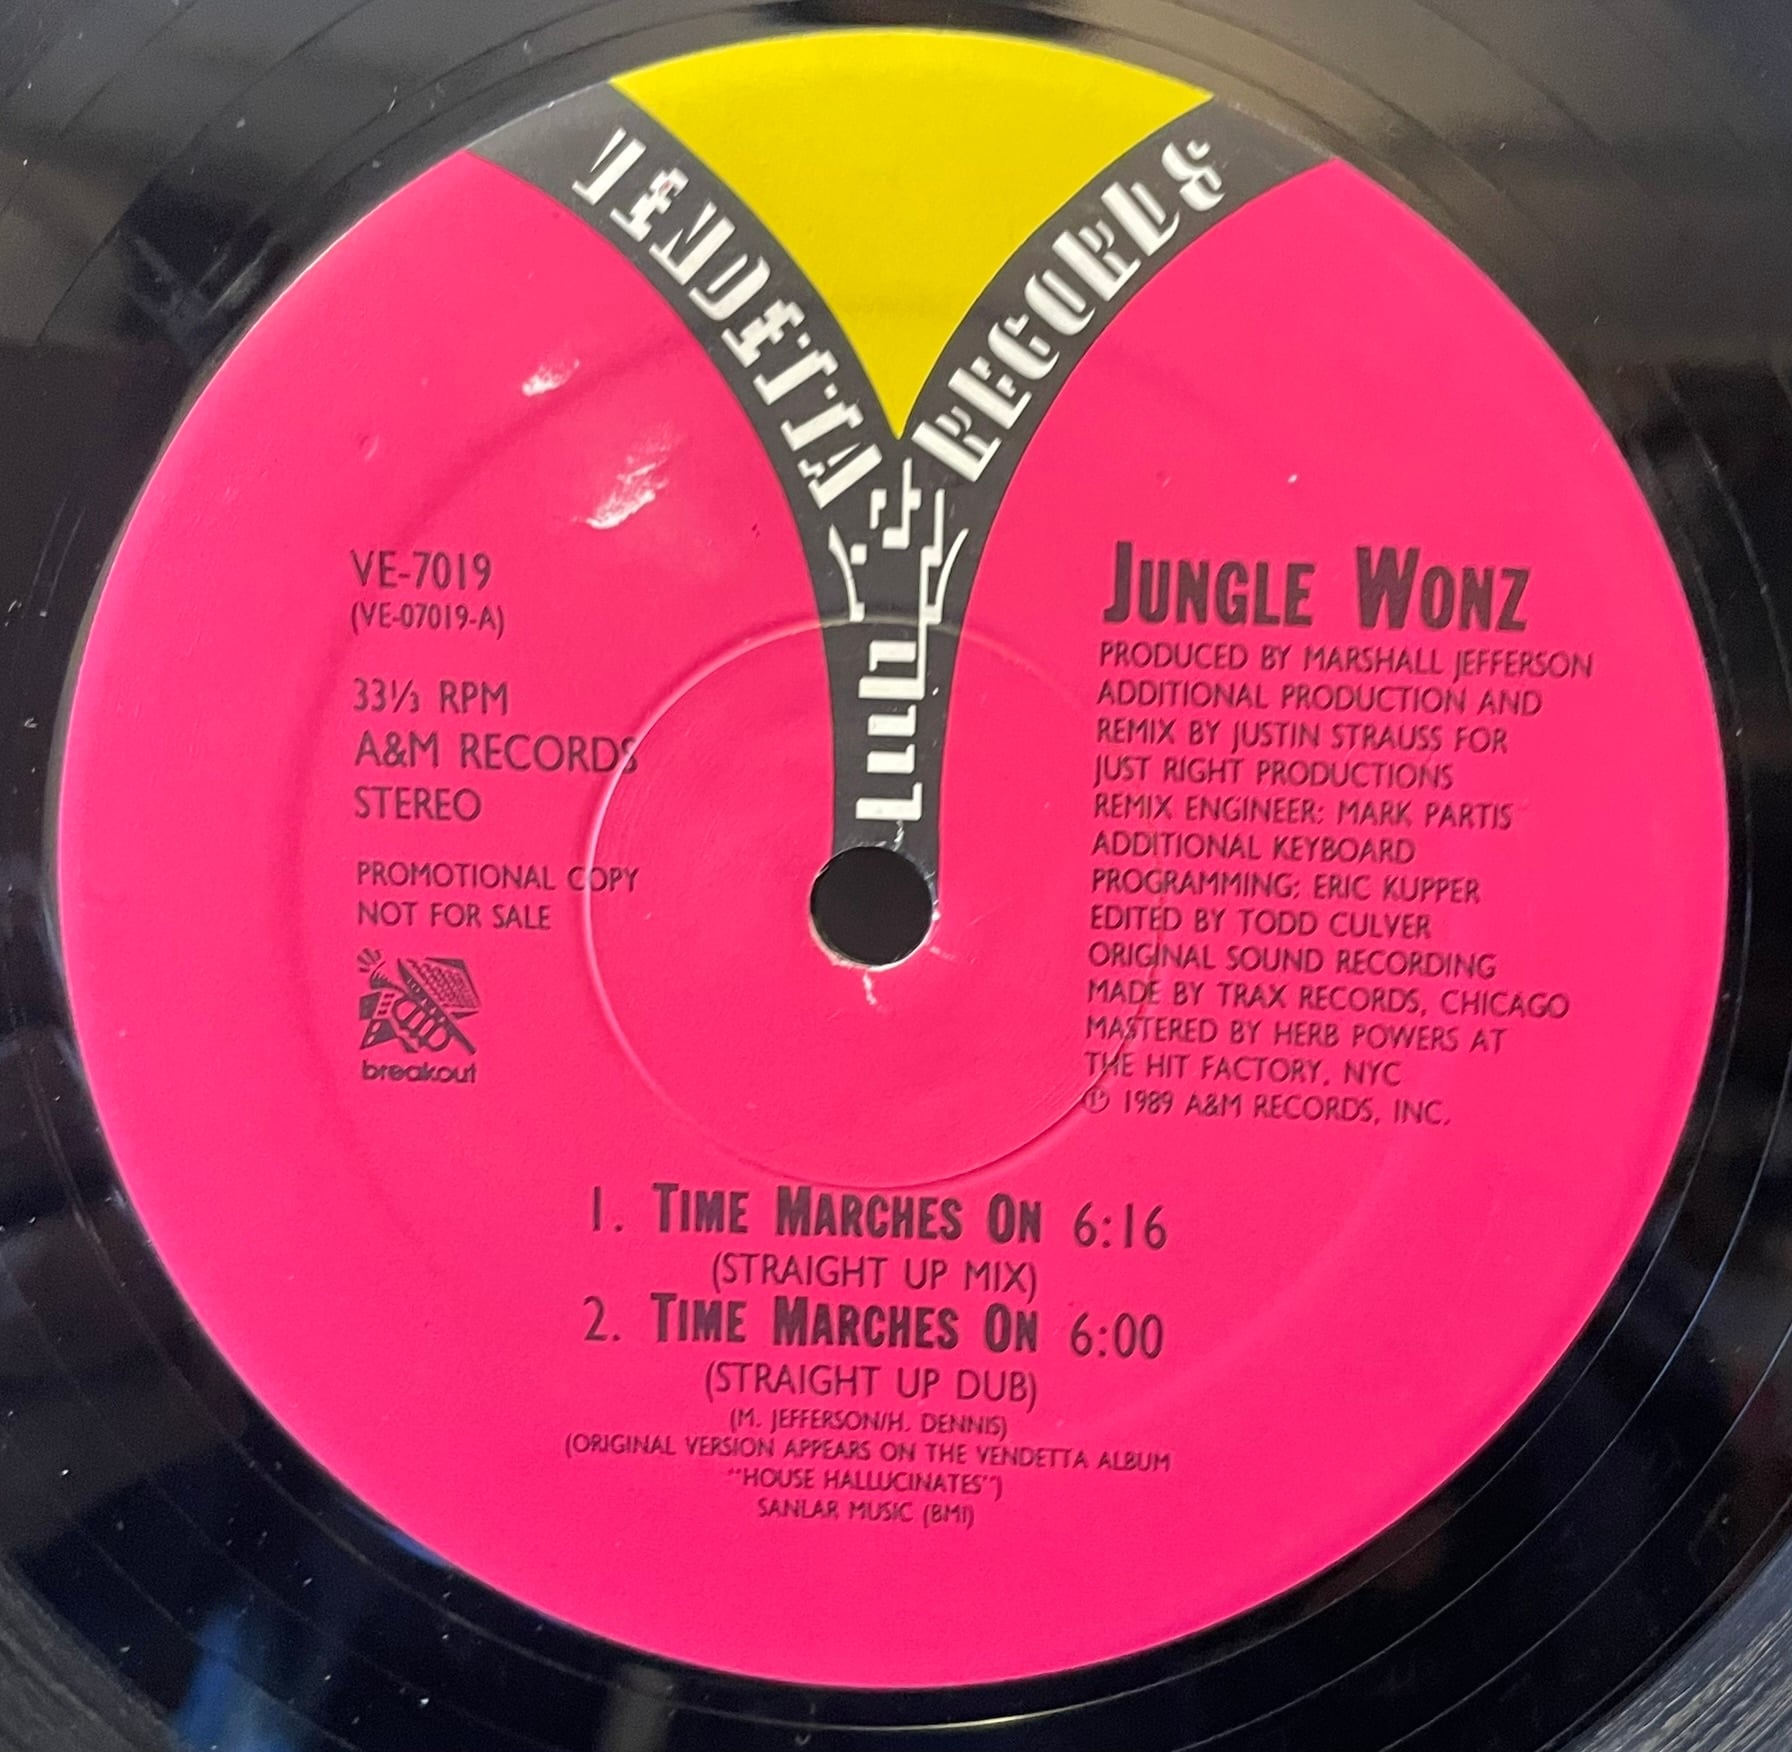 VENDETTA RECORDS
VE-7019
(VE-07019-A)
33⅓ RPM
A&M RECORDS
STEREO
PROMOTIONAL COPY
NOT FOR SALE
breakout
JUNGLE WONZ
PRODUCED BY MARSHALL JEFFERSON
ADDITIONAL PRODUCTION AND
REMIX BY JUSTIN STRAUSS FOR
JUST RIGHT PRODUCTIONS
REMIX ENGINEER: MARK PARTIS
ADDITIONAL KEYBOARD
PROGRAMMING: ERIC KUPPER
EDITED BY TODD CULVER
ORIGINAL SOUND RECORDING
MADE BY TRAX RECORDS, CHICAGO
MASTERED BY HERB POWERS AT
THE HIT FACTORY, NYC
℗ 1989 A&M RECORDS, INC.
1. TIME MARCHES ON 6:16
(STRAIGHT UP MIX)
2. TIME MARCHES ON 6:00
(STRAIGHT UP DUB)
(M. JEFFERSON/H. DENNIS)
(ORIGINAL VERSION APPEARS ON THE VENDETTA ALBUM
"HOUSE HALLUCINATES")
SANLAR MUSIC (BMI)